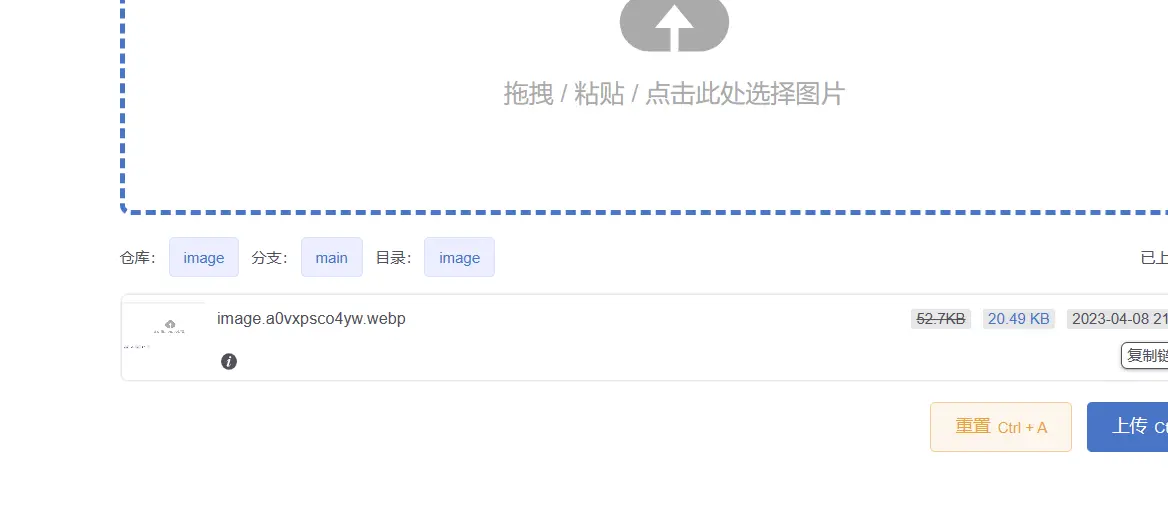 拖拽 / 粘贴 / 点击此处选择图片
仓库： image 分支： main 目录： image 已上
image.a0vxpsco4yw.webp 52.7KB 20.49 KB 2023-04-08 21
复制链
重置 Ctrl + A 上传 Ct